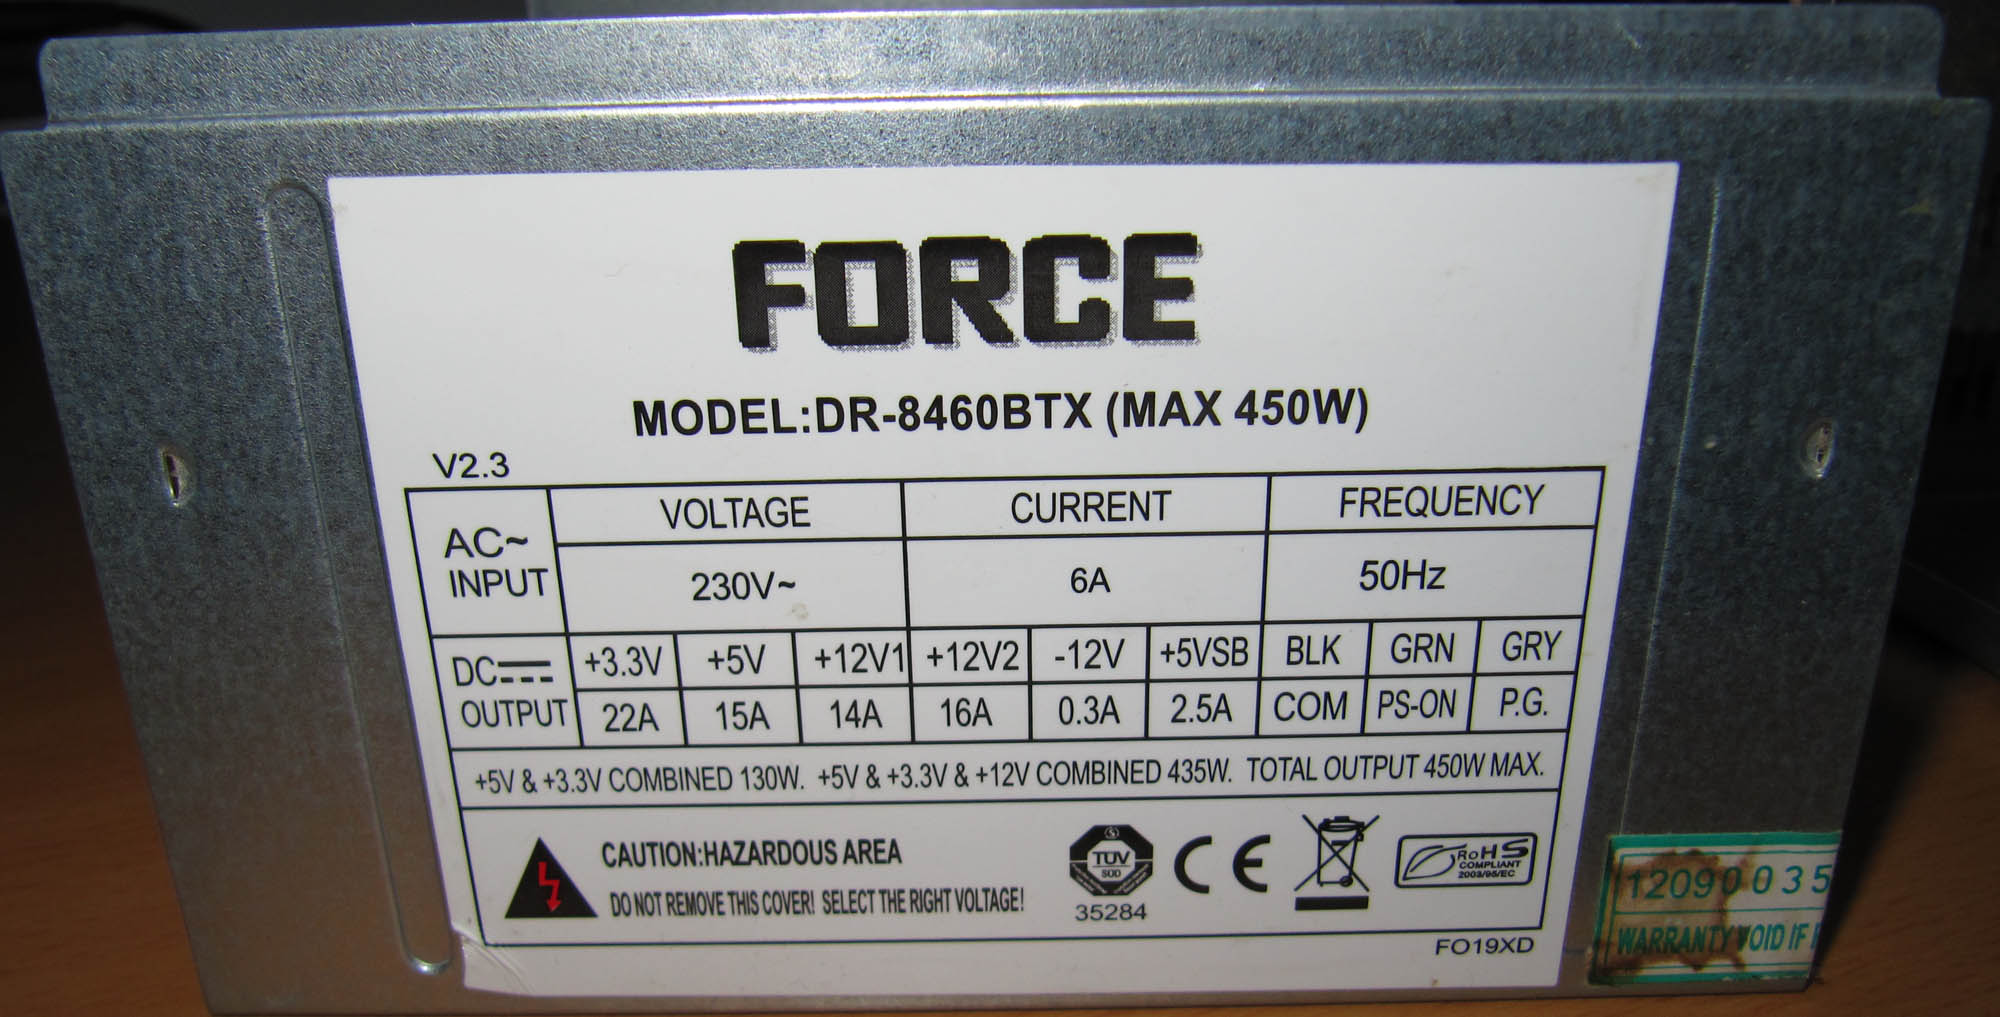 FORCE
MODEL:DR-8460BTX (MAX 450W)
V2.3
AC~ INPUT VOLTAGE CURRENT FREQUENCY
230V~ 6A 50Hz
DC OUTPUT +3.3V +5V +12V1 +12V2 -12V +5VSB BLK GRN GRY
22A 15A 14A 16A 0.3A 2.5A COM PS-ON P.G.
+5V & +3.3V COMBINED 130W. +5V & +3.3V & +12V COMBINED 435W. TOTAL OUTPUT 450W MAX.
CAUTION:HAZARDOUS AREA
DO NOT REMOVE THIS COVER! SELECT THE RIGHT VOLTAGE!
S
TUV
SUD
35284
CE
RoHS
COMPLIANT
2003/95/EC
FO19XD
12090035
WARRANTY VOID IF